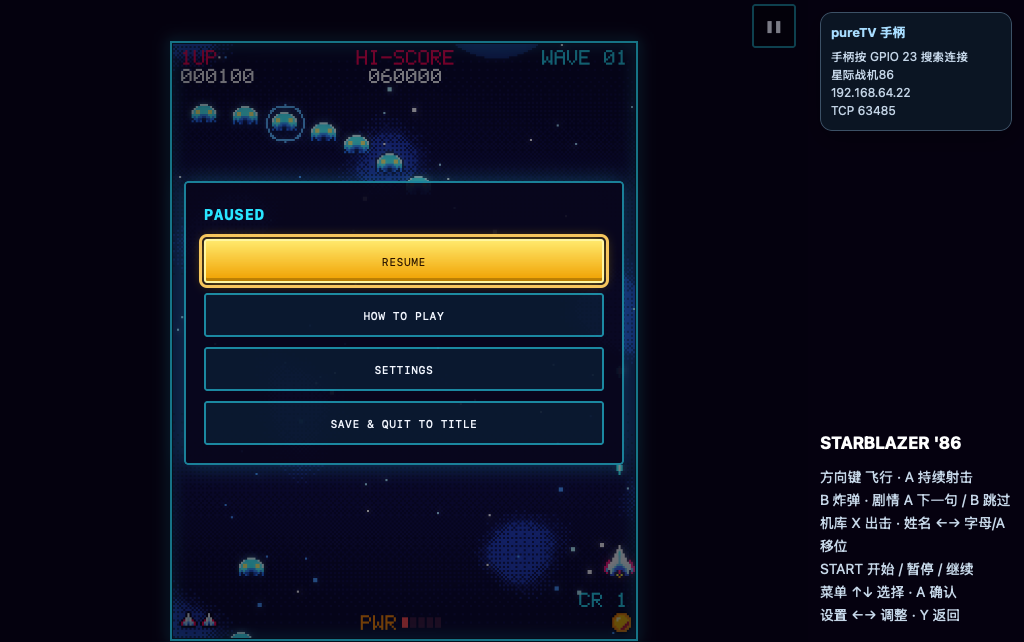 1UP
HI-SCORE
WAVE 01
000100
060000
PAUSED
RESUME
HOW TO PLAY
SETTINGS
SAVE & QUIT TO TITLE
CR 1
PWR
pureTV 手柄
手柄按 GPIO 23 搜索连接
星际战机86
192.168.64.22
TCP 63485
STARBLAZER '86
方向键 飞行 · A 持续射击
B 炸弹 · 剧情 A 下一句 / B 跳过
机库 X 出击 · 姓名 ←→ 字母/A
移位
START 开始 / 暂停 / 继续
菜单 ↑↓ 选择 · A 确认
设置 ←→ 调整 · Y 返回